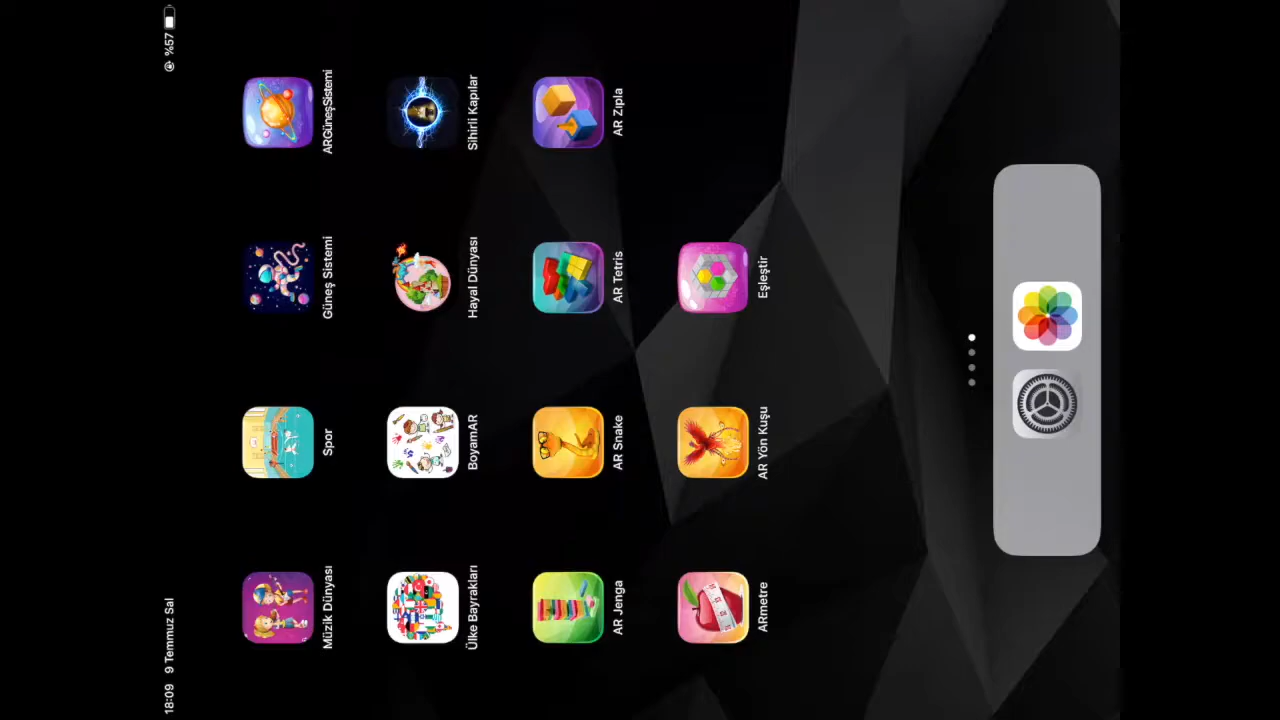 18:09 9 Temmuz Sal
%57
Müzik Dünyası
Spor
Güneş Sistemi
ARGüneşSistemi
Ülke Bayrakları
BoyamAR
Hayal Dünyası
Sihirli Kapılar
AR Jenga
AR Snake
AR Tetris
AR Zıpla
ARmetre
AR Yön Kuşu
Eşleştir